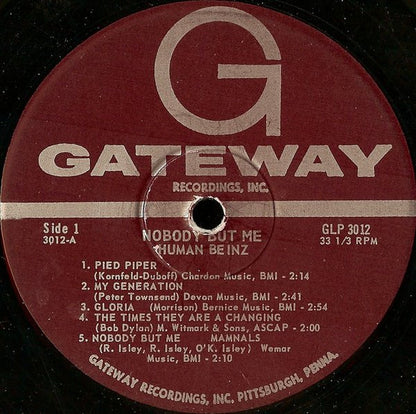 G
GATEWAY
RECORDINGS, INC.
Side 1
3012-A
NOBODY BUT ME
HUMAN BEINZ
GLP 3012
33 1/3 RPM
1. PIED PIPER
(Kornfeld-Duboff) Chardon Music, BMI - 2:14
2. MY GENERATION
(Peter Townsend) Devon Music, BMI - 2:41
3. GLORIA (Morrison) Bernice Music, BMI - 2:54
4. THE TIMES THEY ARE A CHANGING
(Bob Dylan) M. Witmark & Sons, ASCAP - 2:00
5. NOBODY BUT ME MAMNALS
(R. Isley, R. Isley, O'K. Isley) Wemar
Music, BMI - 2:10
GATEWAY RECORDINGS, INC. PITTSBURGH, PENNA.